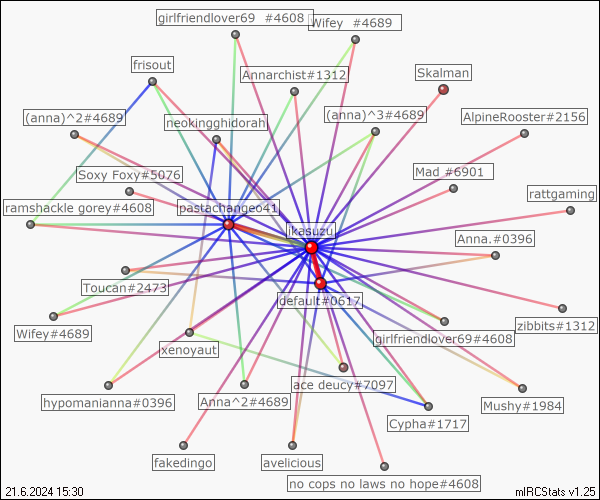 girlfriendlover69 #4608
Wifey #4689
frisout
Annarchist#1312
Skalman
(anna)^2#4689
neokingghidorah
(anna)^3#4689
AlpineRooster#2156
Soxy Foxy#5076
Mad_#6901
rattgaming
ramshackle gorey#4608
pastachangeo41
ikasuzu
Anna.#0396
Toucan#2473
default#0617
zibbits#1312
Wifey#4689
xenoyaut
girlfriendlover69#4608
hypomanianna#0396
Anna^2#4689
ace deucy#7097
Mushy#1984
Cypha#1717
fakedingo
avelicious
no cops no laws no hope#4608
21.6.2024 15:30
mIRCStats v1.25